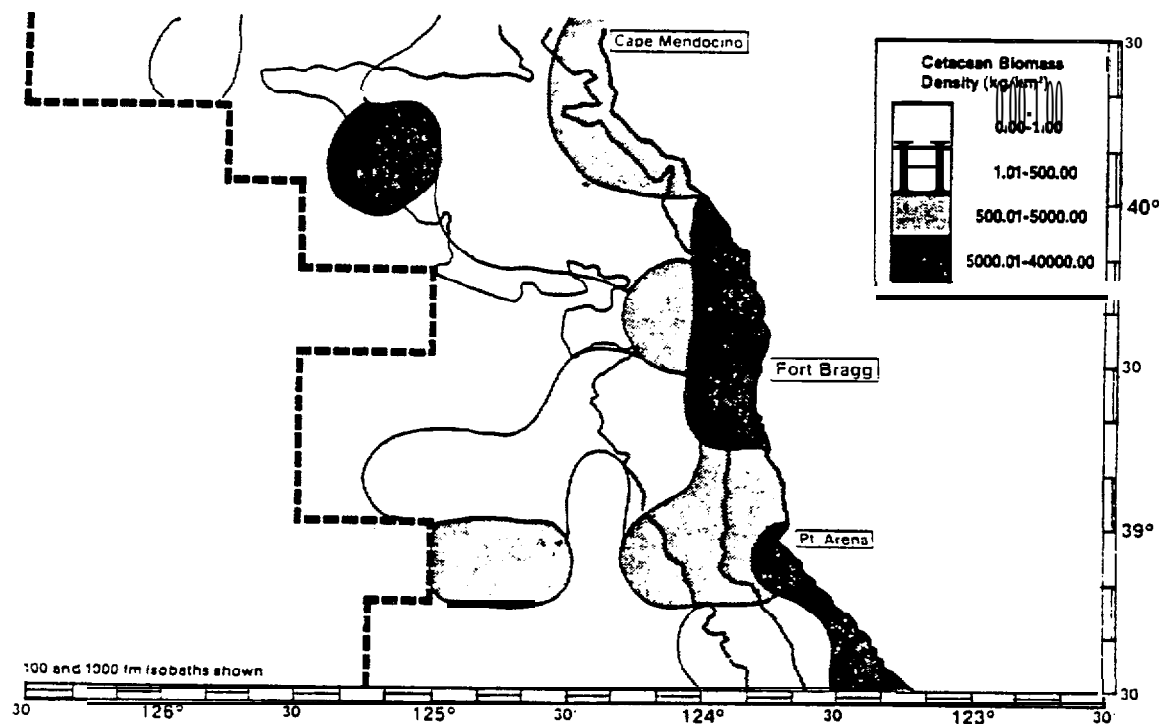 Cape Mendocino
Cetacean Biomass
Density (kg/km²)
0.00-1.00
1.01-500.00
500.01-5000.00
5000.01-40000.00
30
40°
30
39°
30
Fort Bragg
Pt. Arena
100 and 1000 fm isobaths shown
30 126° 30 125° 30 124° 30 123° 30